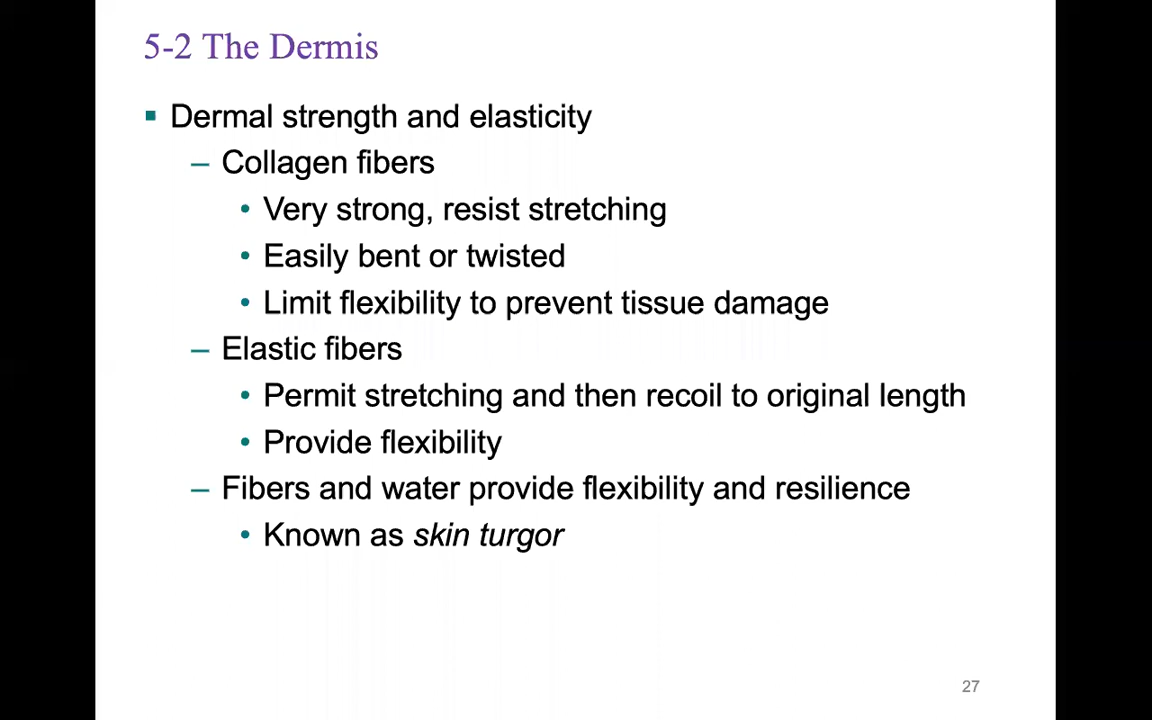 5-2 The Dermis
▪ Dermal strength and elasticity
– Collagen fibers
• Very strong, resist stretching
• Easily bent or twisted
• Limit flexibility to prevent tissue damage
– Elastic fibers
• Permit stretching and then recoil to original length
• Provide flexibility
– Fibers and water provide flexibility and resilience
• Known as skin turgor
27